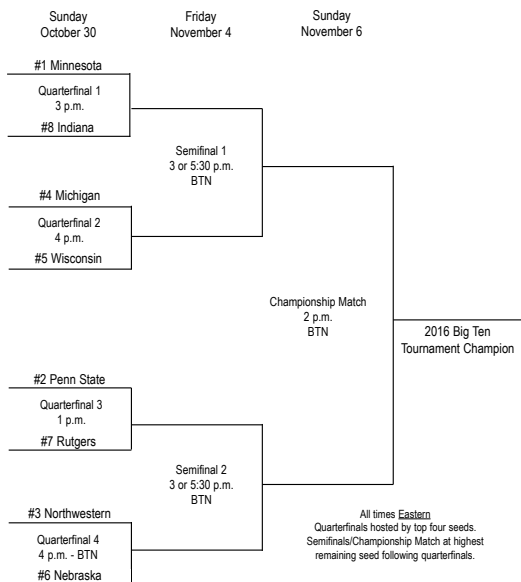 Sunday
October 30
Friday
November 4
Sunday
November 6
#1 Minnesota
Quarterfinal 1
3 p.m.
#8 Indiana
Semifinal 1
3 or 5:30 p.m.
BTN
#4 Michigan
Quarterfinal 2
4 p.m.
#5 Wisconsin
Championship Match
2 p.m.
BTN
2016 Big Ten
Tournament Champion
#2 Penn State
Quarterfinal 3
1 p.m.
#7 Rutgers
Semifinal 2
3 or 5:30 p.m.
BTN
#3 Northwestern
Quarterfinal 4
4 p.m. - BTN
#6 Nebraska
All times Eastern
Quarterfinals hosted by top four seeds.
Semifinals/Championship Match at highest
remaining seed following quarterfinals.